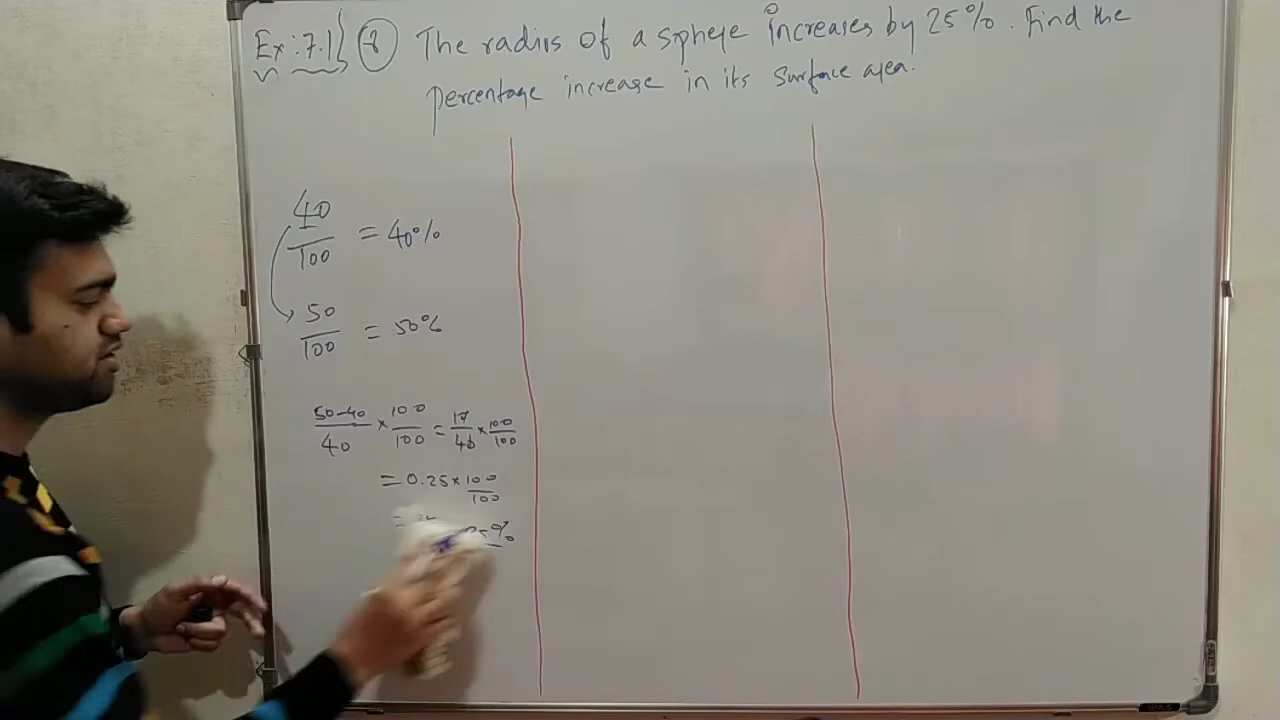 Ex:7.1 8 The radius of a sphere increases by 25%. Find the
percentage increase in its surface area.
40/100 = 40%
50/100 = 50%
50-40/40 × 100/100 = 10/40 × 100/100
= 0.25 × 100/100